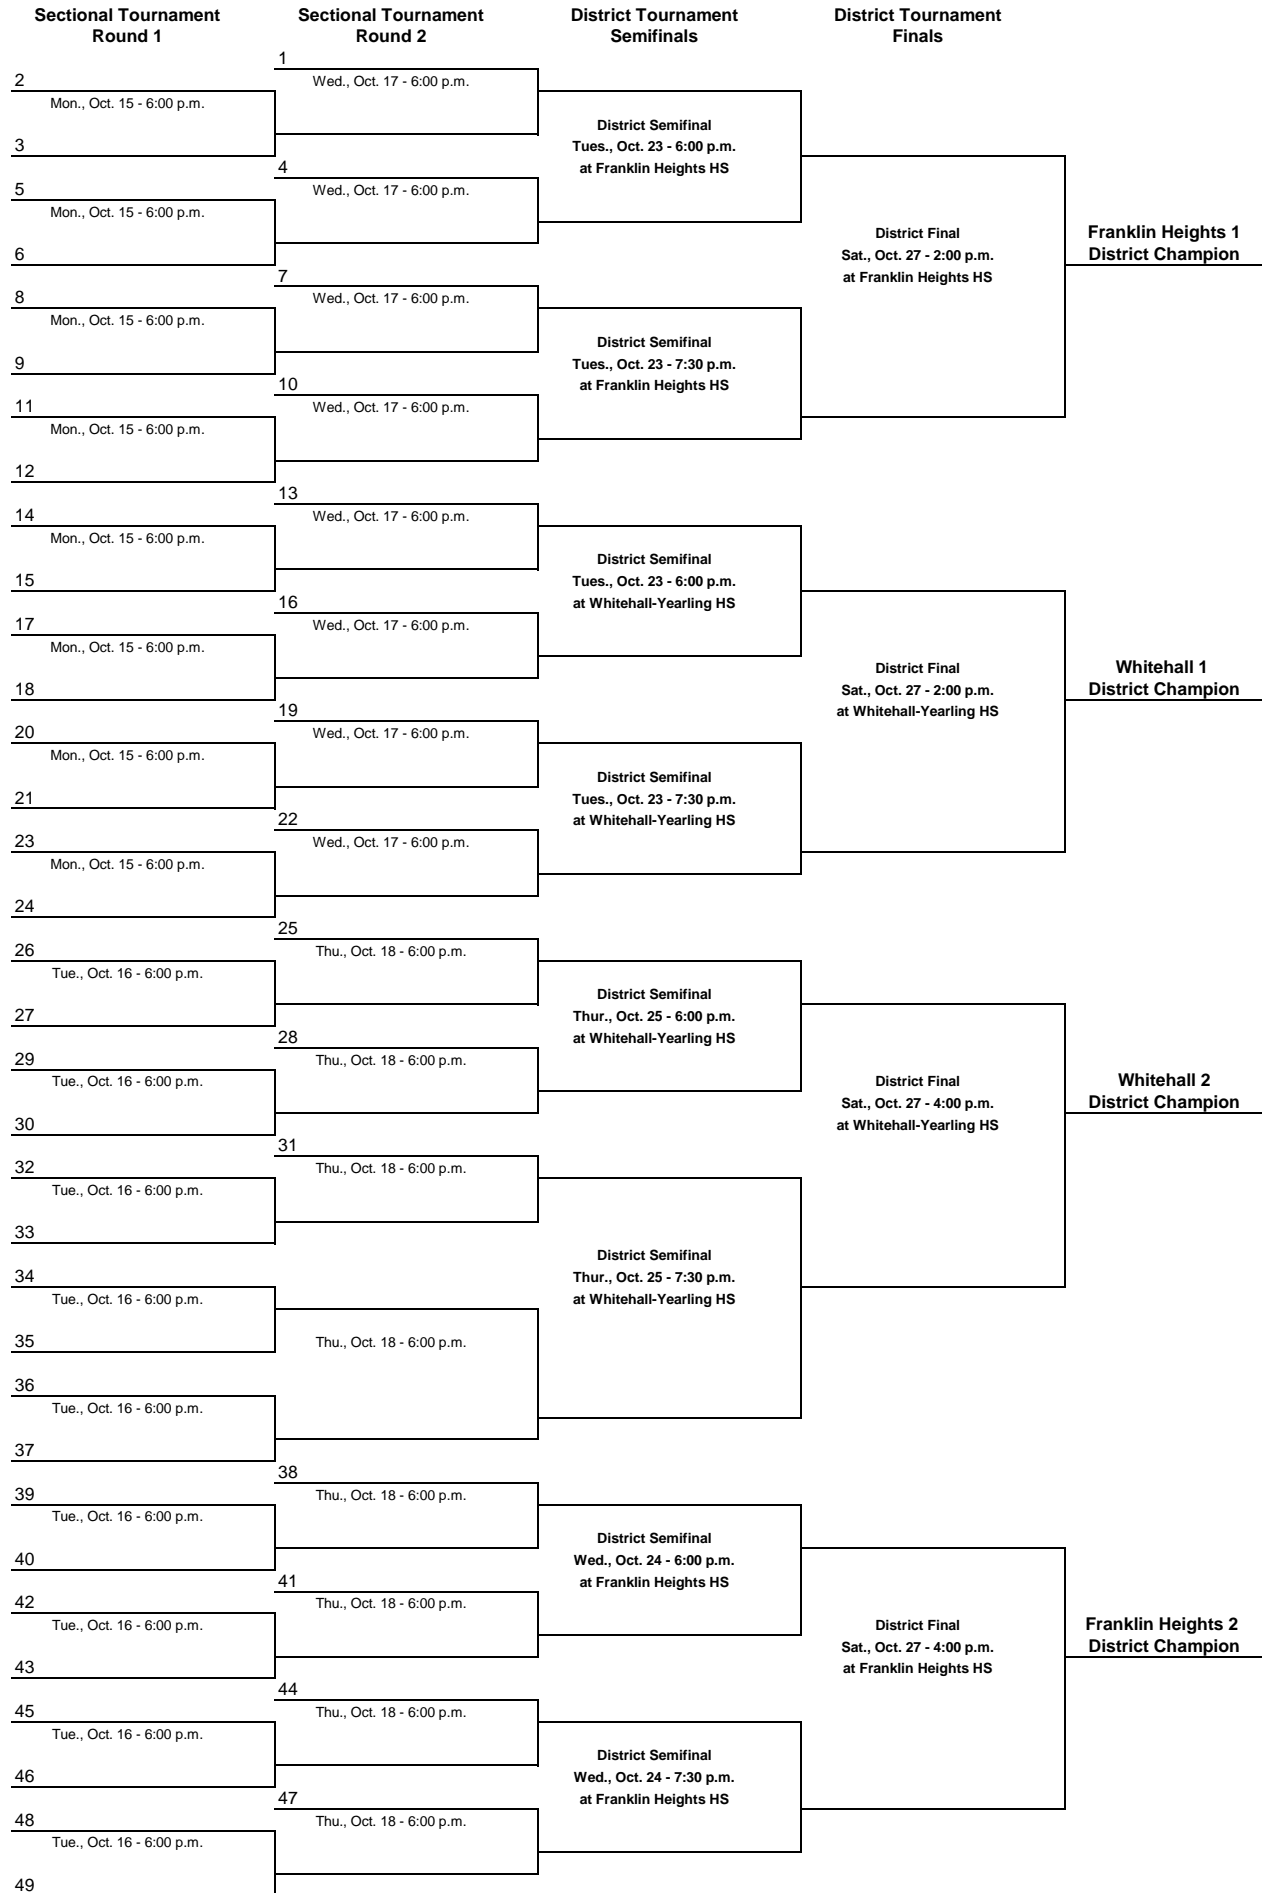 Sectional Tournament
Round 1
Sectional Tournament
Round 2
District Tournament
Semifinals
District Tournament
Finals
1
2
Wed., Oct. 17 - 6:00 p.m.
Mon., Oct. 15 - 6:00 p.m.
District Semifinal
3
Tues., Oct. 23 - 6:00 p.m.
4
at Franklin Heights HS
5
Wed., Oct. 17 - 6:00 p.m.
Mon., Oct. 15 - 6:00 p.m.
District Final
Franklin Heights 1
6
Sat., Oct. 27 - 2:00 p.m.
District Champion
7
at Franklin Heights HS
8
Wed., Oct. 17 - 6:00 p.m.
Mon., Oct. 15 - 6:00 p.m.
District Semifinal
9
Tues., Oct. 23 - 7:30 p.m.
10
at Franklin Heights HS
11
Wed., Oct. 17 - 6:00 p.m.
Mon., Oct. 15 - 6:00 p.m.
12
13
14
Wed., Oct. 17 - 6:00 p.m.
Mon., Oct. 15 - 6:00 p.m.
District Semifinal
15
Tues., Oct. 23 - 6:00 p.m.
16
at Whitehall-Yearling HS
17
Wed., Oct. 17 - 6:00 p.m.
Mon., Oct. 15 - 6:00 p.m.
District Final
Whitehall 1
18
Sat., Oct. 27 - 2:00 p.m.
District Champion
19
at Whitehall-Yearling HS
20
Wed., Oct. 17 - 6:00 p.m.
Mon., Oct. 15 - 6:00 p.m.
District Semifinal
21
Tues., Oct. 23 - 7:30 p.m.
22
at Whitehall-Yearling HS
23
Wed., Oct. 17 - 6:00 p.m.
Mon., Oct. 15 - 6:00 p.m.
24
25
26
Thu., Oct. 18 - 6:00 p.m.
Tue., Oct. 16 - 6:00 p.m.
District Semifinal
27
Thur., Oct. 25 - 6:00 p.m.
28
at Whitehall-Yearling HS
29
Thu., Oct. 18 - 6:00 p.m.
Tue., Oct. 16 - 6:00 p.m.
District Final
Whitehall 2
30
Sat., Oct. 27 - 4:00 p.m.
District Champion
31
at Whitehall-Yearling HS
32
Thu., Oct. 18 - 6:00 p.m.
Tue., Oct. 16 - 6:00 p.m.
33
District Semifinal
34
Thur., Oct. 25 - 7:30 p.m.
Tue., Oct. 16 - 6:00 p.m.
at Whitehall-Yearling HS
35
Thu., Oct. 18 - 6:00 p.m.
36
Tue., Oct. 16 - 6:00 p.m.
37
38
39
Thu., Oct. 18 - 6:00 p.m.
Tue., Oct. 16 - 6:00 p.m.
District Semifinal
40
Wed., Oct. 24 - 6:00 p.m.
41
at Franklin Heights HS
42
Thu., Oct. 18 - 6:00 p.m.
Tue., Oct. 16 - 6:00 p.m.
District Final
Franklin Heights 2
43
Sat., Oct. 27 - 4:00 p.m.
District Champion
44
at Franklin Heights HS
45
Thu., Oct. 18 - 6:00 p.m.
Tue., Oct. 16 - 6:00 p.m.
District Semifinal
46
Wed., Oct. 24 - 7:30 p.m.
47
at Franklin Heights HS
48
Thu., Oct. 18 - 6:00 p.m.
Tue., Oct. 16 - 6:00 p.m.
49